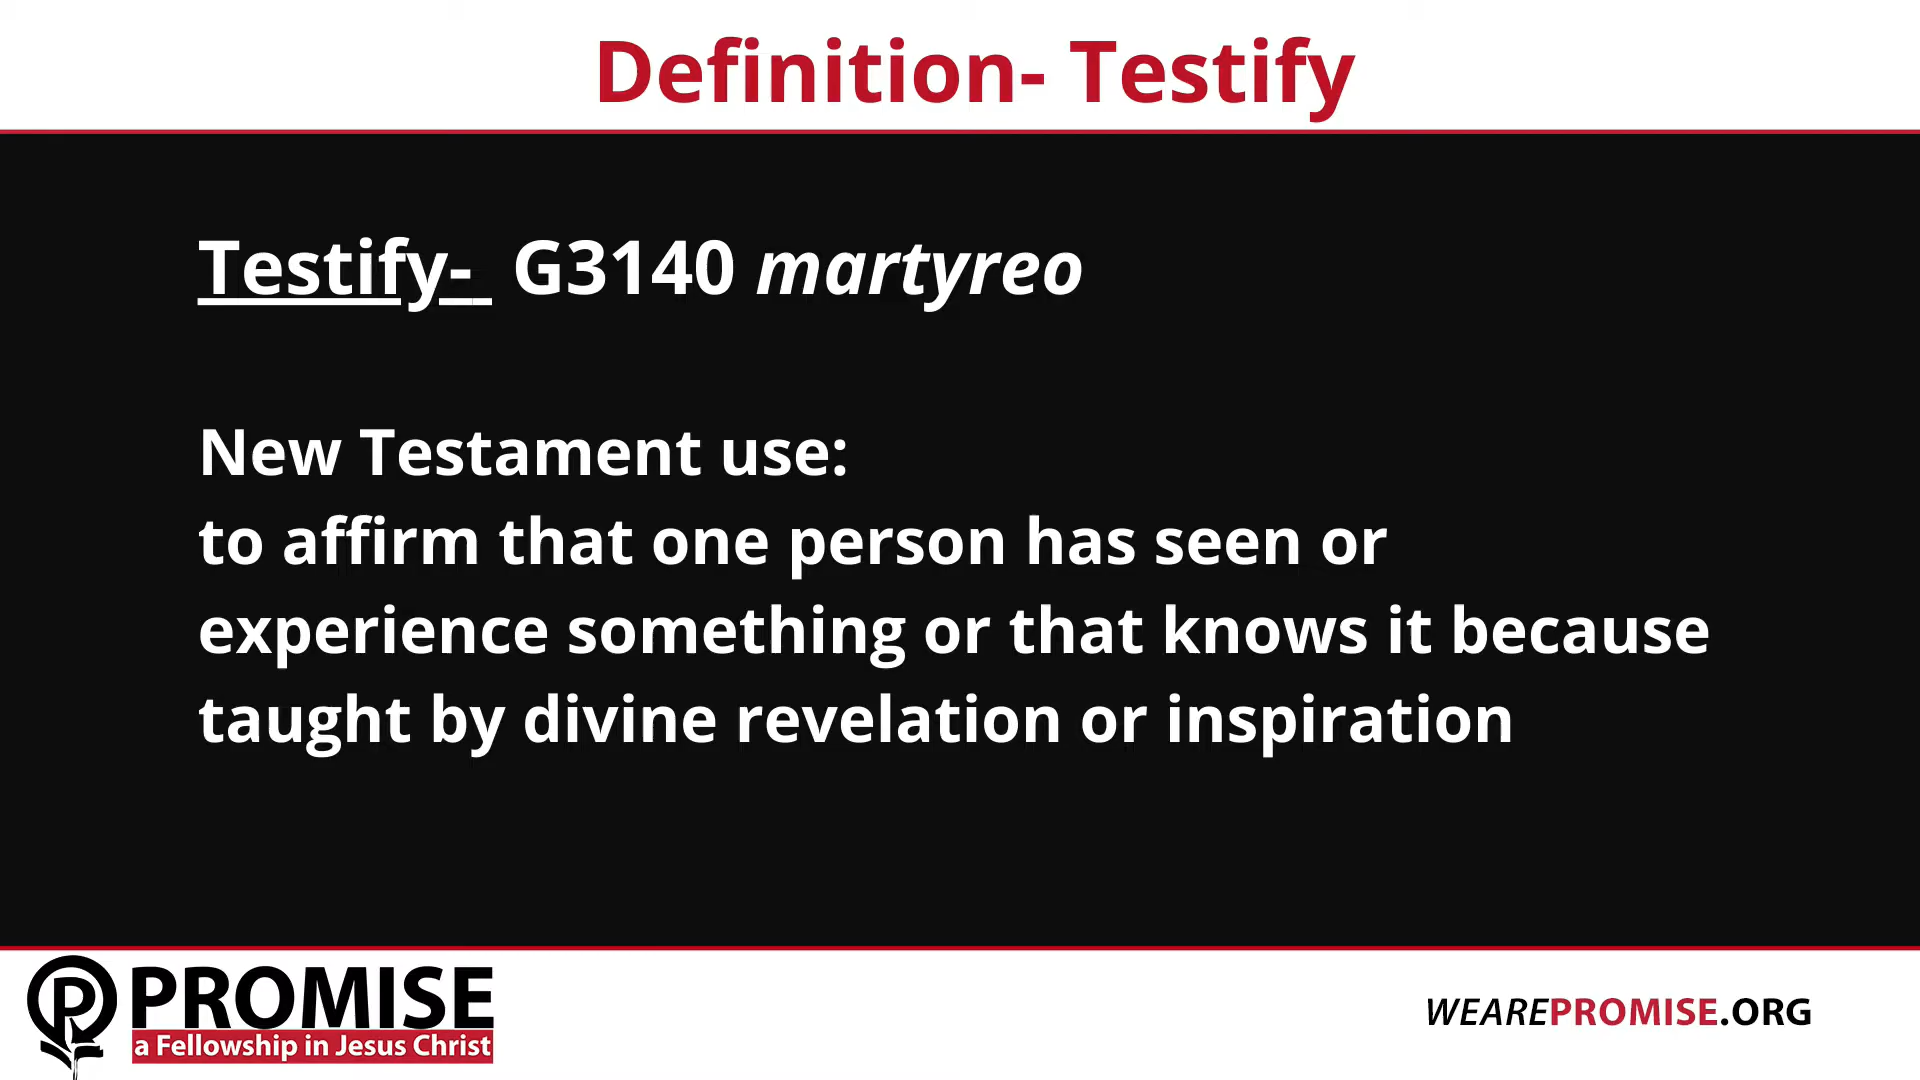 Definition- Testify
Testify-  G3140 martyreo
New Testament use:
to affirm that one person has seen or
experience something or that knows it because
taught by divine revelation or inspiration
PROMISE
a Fellowship in Jesus Christ
WEAREPROMISE.ORG